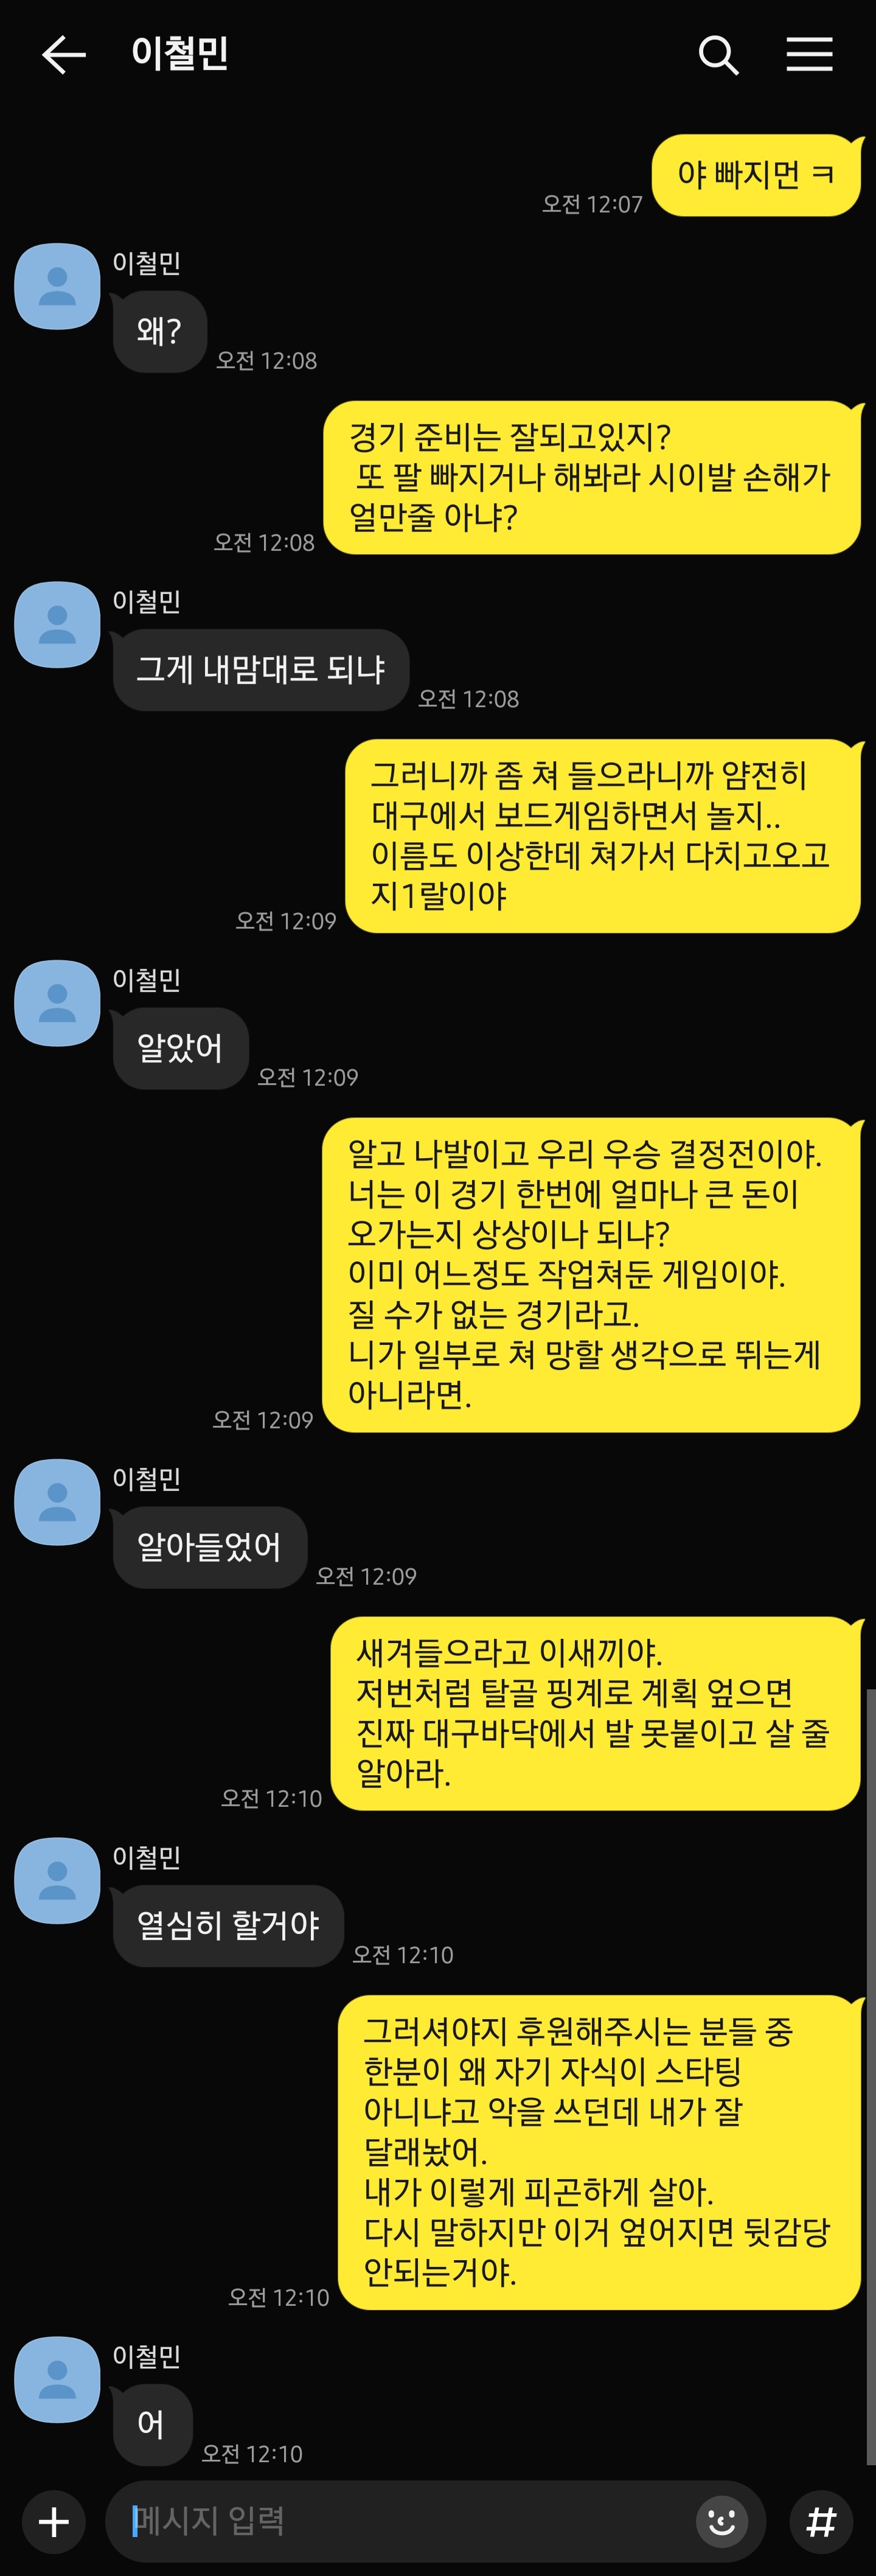 이철민
야 빠지먼 ㅋ
오전 12:07
이철민
왜?
오전 12:08
경기 준비는 잘되고있지?
또 팔 빠지거나 해봐라 시이발 손해가
얼만줄 아냐?
오전 12:08
이철민
그게 내맘대로 되냐
오전 12:08
그러니까 좀 쳐 들으라니까 얌전히
대구에서 보드게임하면서 놀지..
이름도 이상한데 쳐가서 다치고오고
지1랄이야
오전 12:09
이철민
알았어
오전 12:09
알고 나발이고 우리 우승 결정전이야.
너는 이 경기 한번에 얼마나 큰 돈이
오가는지 상상이나 되냐?
이미 어느정도 작업쳐둔 게임이야.
질 수가 없는 경기라고.
니가 일부로 쳐 망할 생각으로 뛰는게
아니라면.
오전 12:09
이철민
알아들었어
오전 12:09
새겨들으라고 이새끼야.
저번처럼 탈골 핑계로 계획 엎으면
진짜 대구바닥에서 발 못붙이고 살 줄
알아라.
오전 12:10
이철민
열심히 할거야
오전 12:10
그러셔야지 후원해주시는 분들 중
한분이 왜 자기 자식이 스타팅
아니냐고 악을 쓰던데 내가 잘
달래놨어.
내가 이렇게 피곤하게 살아.
다시 말하지만 이거 엎어지면 뒷감당
안되는거야.
오전 12:10
이철민
어
오전 12:10
메시지 입력